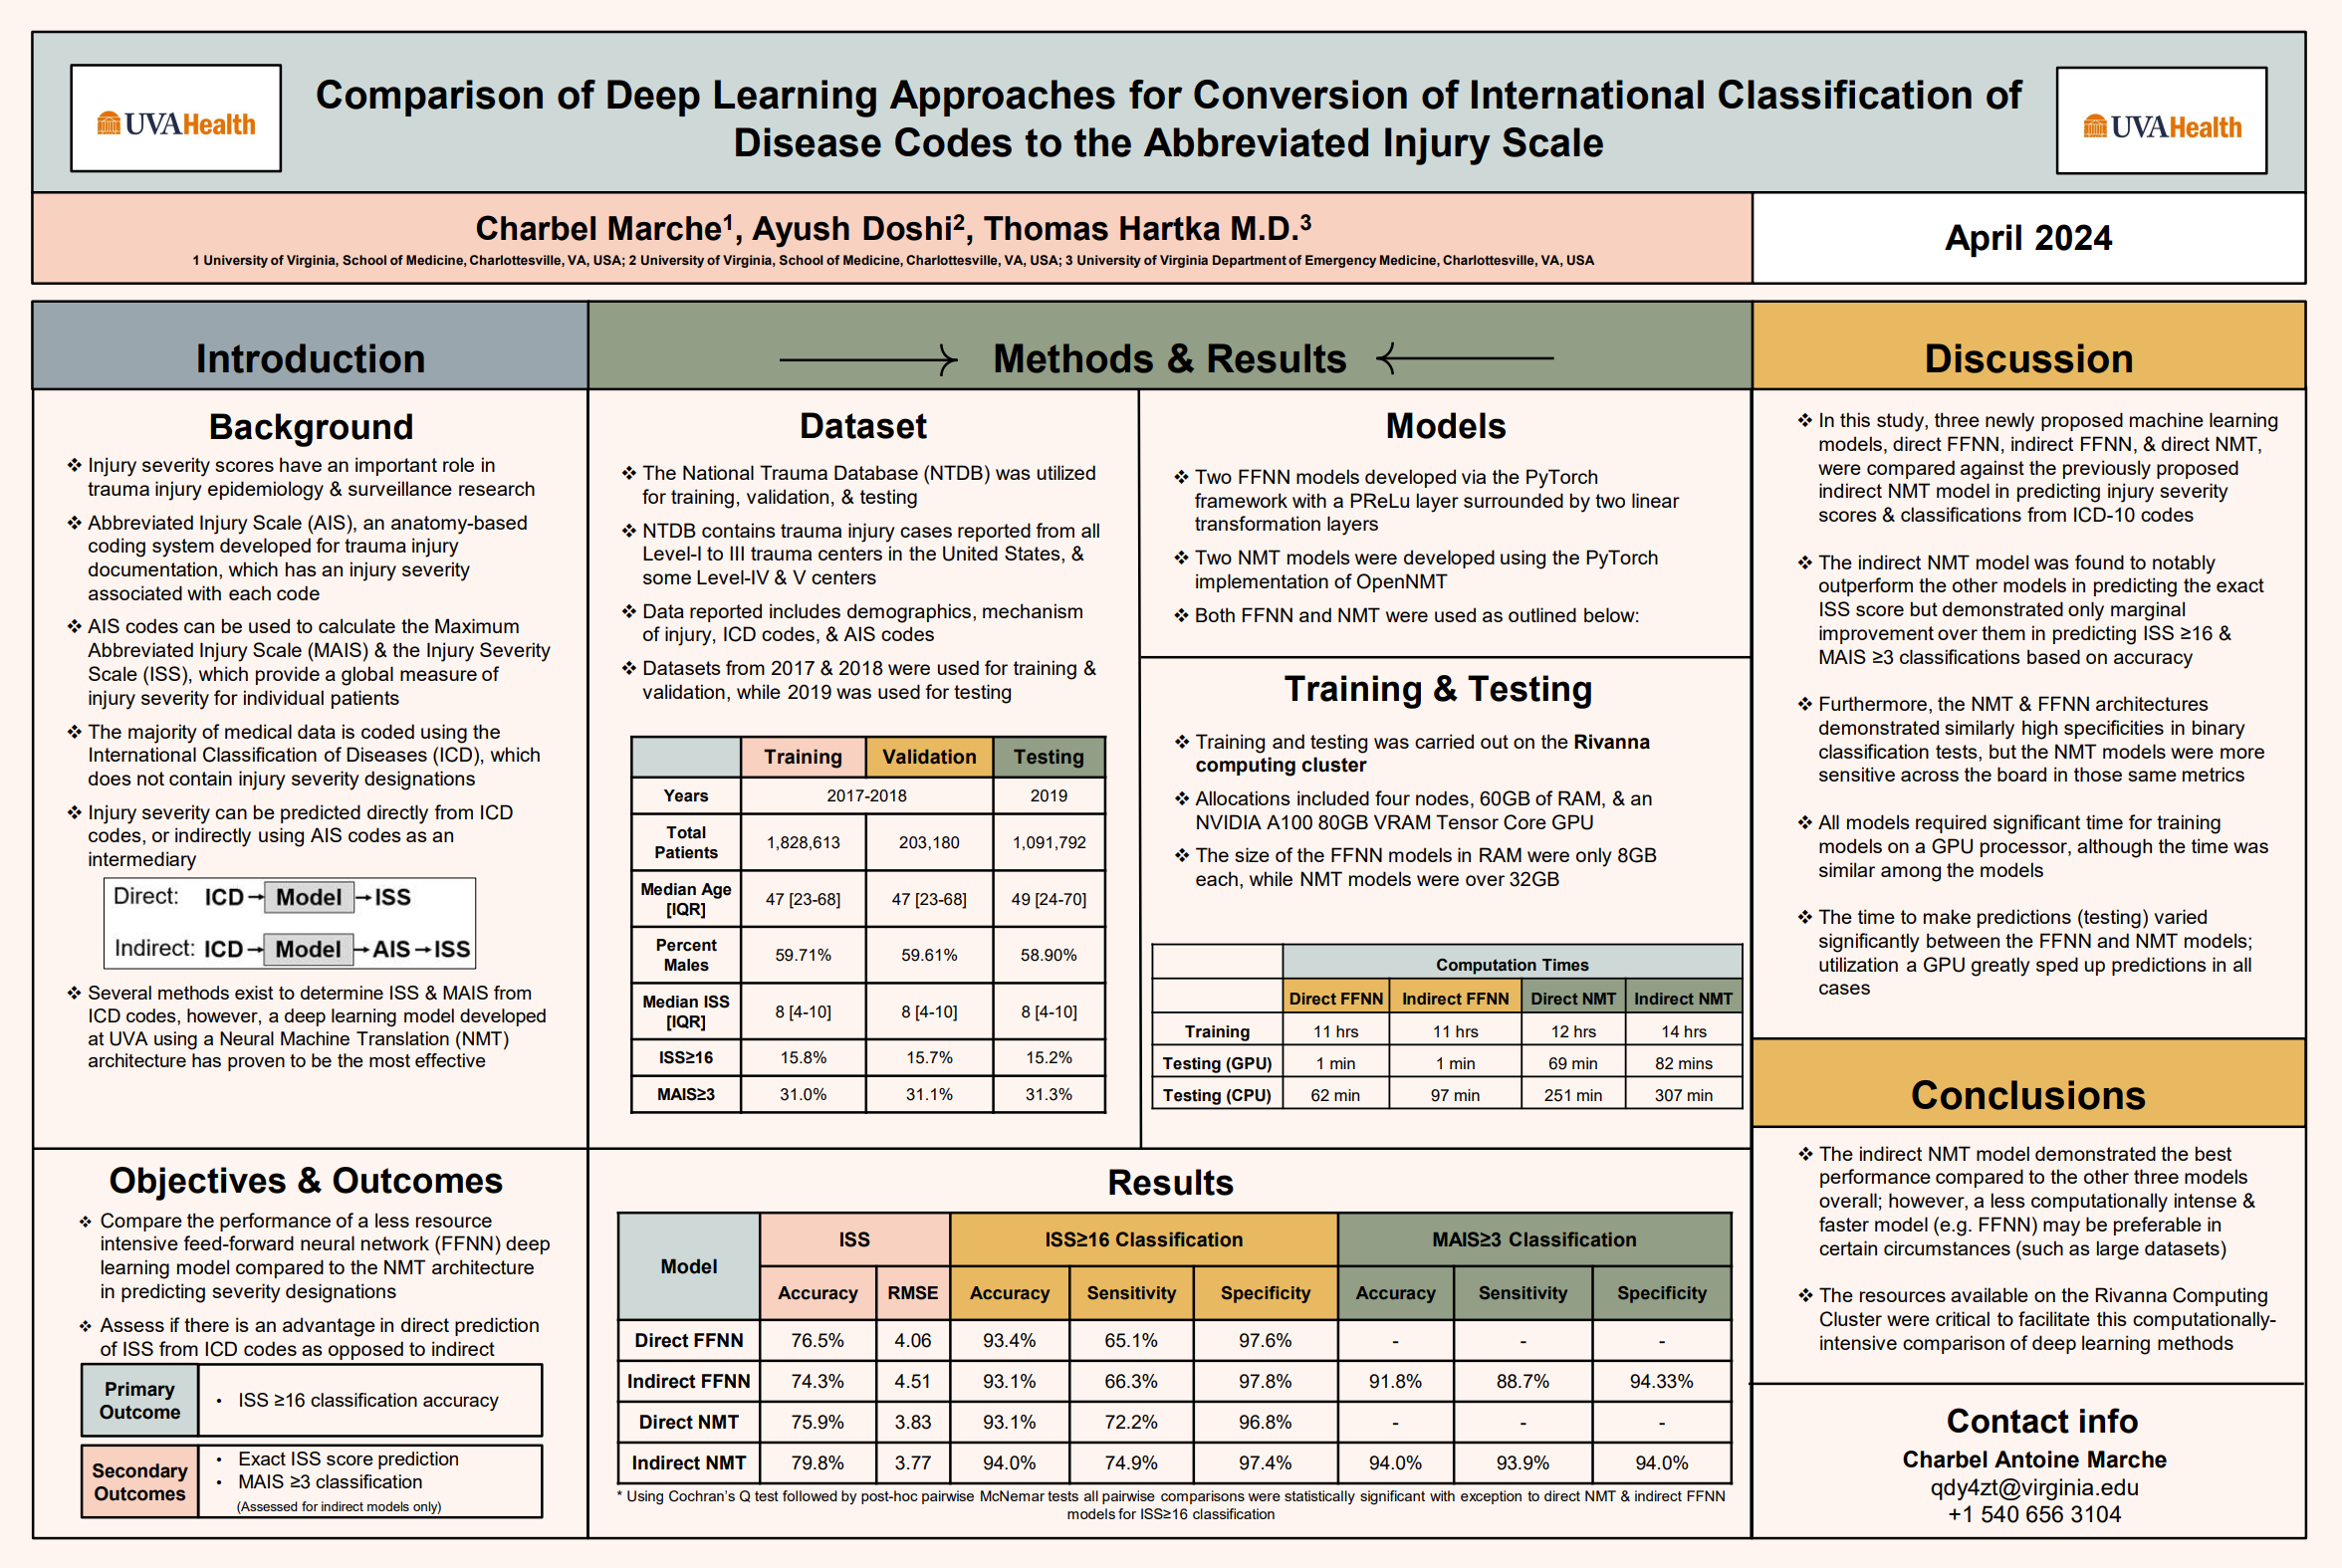 UVAHealth
Comparison of Deep Learning Approaches for Conversion of International Classification of
Disease Codes to the Abbreviated Injury Scale
UVAHealth
Charbel Marche1, Ayush Doshi2, Thomas Hartka M.D.3
1 University of Virginia, School of Medicine, Charlottesville, VA, USA; 2 University of Virginia, School of Medicine, Charlottesville, VA, USA; 3 University of Virginia Department of Emergency Medicine, Charlottesville, VA, USA
April 2024
Introduction
Background
❖ Injury severity scores have an important role in
trauma injury epidemiology & surveillance research
❖ Abbreviated Injury Scale (AIS), an anatomy-based
coding system developed for trauma injury
documentation, which has an injury severity
associated with each code
❖ AIS codes can be used to calculate the Maximum
Abbreviated Injury Scale (MAIS) & the Injury Severity
Scale (ISS), which provide a global measure of
injury severity for individual patients
❖ The majority of medical data is coded using the
International Classification of Diseases (ICD), which
does not contain injury severity designations
❖ Injury severity can be predicted directly from ICD
codes, or indirectly using AIS codes as an
intermediary
Direct: ICD→Model→ISS
Indirect: ICD→Model→AIS→ISS
❖ Several methods exist to determine ISS & MAIS from
ICD codes, however, a deep learning model developed
at UVA using a Neural Machine Translation (NMT)
architecture has proven to be the most effective
Objectives & Outcomes
❖ Compare the performance of a less resource
intensive feed-forward neural network (FFNN) deep
learning model compared to the NMT architecture
in predicting severity designations
❖ Assess if there is an advantage in direct prediction
of ISS from ICD codes as opposed to indirect
Primary
Outcome
• ISS ≥16 classification accuracy
Secondary
Outcomes
• Exact ISS score prediction
• MAIS ≥3 classification
(Assessed for indirect models only)
Methods & Results
Dataset
❖ The National Trauma Database (NTDB) was utilized
for training, validation, & testing
❖ NTDB contains trauma injury cases reported from all
Level-I to III trauma centers in the United States, &
some Level-IV & V centers
❖ Data reported includes demographics, mechanism
of injury, ICD codes, & AIS codes
❖ Datasets from 2017 & 2018 were used for training &
validation, while 2019 was used for testing
Training Validation Testing
Years 2017-2018 2019
Total
Patients 1,828,613 203,180 1,091,792
Median Age
[IQR] 47 [23-68] 47 [23-68] 49 [24-70]
Percent
Males 59.71% 59.61% 58.90%
Median ISS
[IQR] 8 [4-10] 8 [4-10] 8 [4-10]
ISS≥16 15.8% 15.7% 15.2%
MAIS≥3 31.0% 31.1% 31.3%
Models
❖ Two FFNN models developed via the PyTorch
framework with a PReLu layer surrounded by two linear
transformation layers
❖ Two NMT models were developed using the PyTorch
implementation of OpenNMT
❖ Both FFNN and NMT were used as outlined below:
Training & Testing
❖ Training and testing was carried out on the Rivanna
computing cluster
❖ Allocations included four nodes, 60GB of RAM, & an
NVIDIA A100 80GB VRAM Tensor Core GPU
❖ The size of the FFNN models in RAM were only 8GB
each, while NMT models were over 32GB
Computation Times
Direct FFNN Indirect FFNN Direct NMT Indirect NMT
Training 11 hrs 11 hrs 12 hrs 14 hrs
Testing (GPU) 1 min 1 min 69 min 82 mins
Testing (CPU) 62 min 97 min 251 min 307 min
Results
Model ISS ISS≥16 Classification MAIS≥3 Classification
Accuracy RMSE Accuracy Sensitivity Specificity Accuracy Sensitivity Specificity
Direct FFNN 76.5% 4.06 93.4% 65.1% 97.6% - - -
Indirect FFNN 74.3% 4.51 93.1% 66.3% 97.8% 91.8% 88.7% 94.33%
Direct NMT 75.9% 3.83 93.1% 72.2% 96.8% - - -
Indirect NMT 79.8% 3.77 94.0% 74.9% 97.4% 94.0% 93.9% 94.0%
* Using Cochran's Q test followed by post-hoc pairwise McNemar tests all pairwise comparisons were statistically significant with exception to direct NMT & indirect FFNN
models for ISS≥16 classification
Discussion
❖ In this study, three newly proposed machine learning
models, direct FFNN, indirect FFNN, & direct NMT,
were compared against the previously proposed
indirect NMT model in predicting injury severity
scores & classifications from ICD-10 codes
❖ The indirect NMT model was found to notably
outperform the other models in predicting the exact
ISS score but demonstrated only marginal
improvement over them in predicting ISS ≥16 &
MAIS ≥3 classifications based on accuracy
❖ Furthermore, the NMT & FFNN architectures
demonstrated similarly high specificities in binary
classification tests, but the NMT models were more
sensitive across the board in those same metrics
❖ All models required significant time for training
models on a GPU processor, although the time was
similar among the models
❖ The time to make predictions (testing) varied
significantly between the FFNN and NMT models;
utilization a GPU greatly sped up predictions in all
cases
Conclusions
❖ The indirect NMT model demonstrated the best
performance compared to the other three models
overall; however, a less computationally intense &
faster model (e.g. FFNN) may be preferable in
certain circumstances (such as large datasets)
❖ The resources available on the Rivanna Computing
Cluster were critical to facilitate this computationally-
intensive comparison of deep learning methods
Contact info
Charbel Antoine Marche
qdy4zt@virginia.edu
+1 540 656 3104